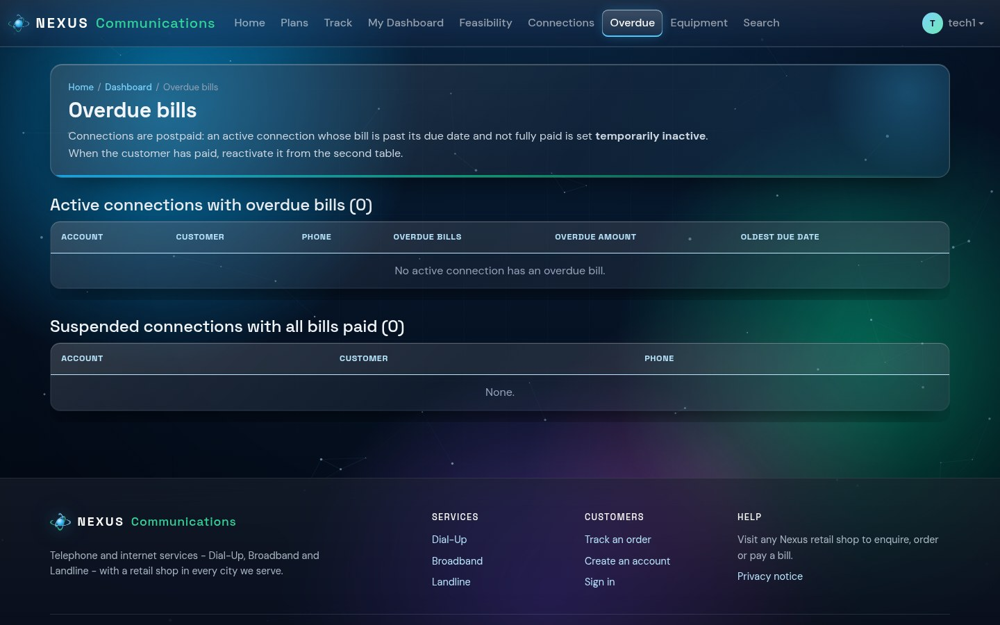 NEXUS Communications Home Plans Track My Dashboard Feasibility Connections Overdue Equipment Search T tech1
Home / Dashboard / Overdue bills
Overdue bills
Connections are postpaid: an active connection whose bill is past its due date and not fully paid is set temporarily inactive.
When the customer has paid, reactivate it from the second table.
Active connections with overdue bills (0)
ACCOUNT CUSTOMER PHONE OVERDUE BILLS OVERDUE AMOUNT OLDEST DUE DATE
No active connection has an overdue bill.
Suspended connections with all bills paid (0)
ACCOUNT CUSTOMER PHONE
None.
NEXUS Communications
Telephone and internet services – Dial-Up, Broadband and
Landline – with a retail shop in every city we serve.
SERVICES
Dial-Up
Broadband
Landline
CUSTOMERS
Track an order
Create an account
Sign in
HELP
Visit any Nexus retail shop to enquire, order
or pay a bill.
Privacy notice